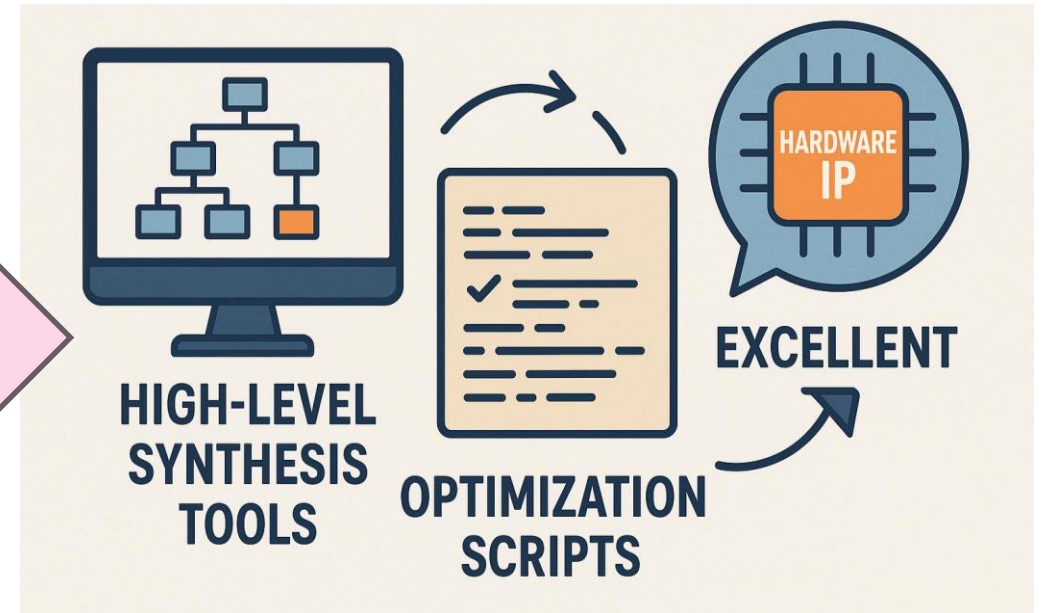 HIGH-LEVEL
SYNTHESIS
TOOLS
OPTIMIZATION
SCRIPTS
HARDWARE
IP
EXCELLENT